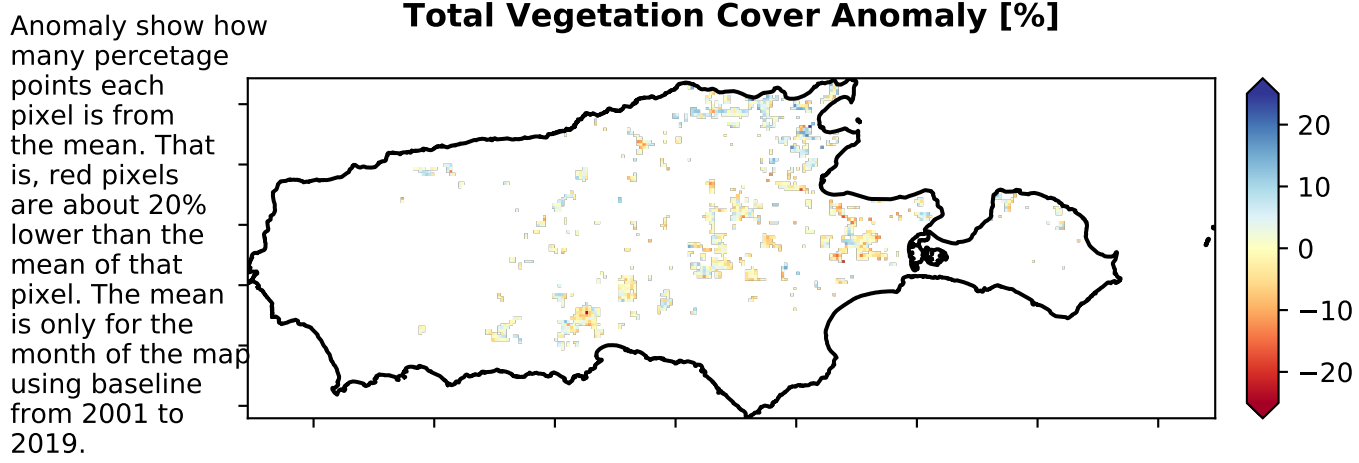 Total Vegetation Cover Anomaly [%]
Anomaly show how
many percetage
points each
pixel is from
the mean. That
is, red pixels
are about 20%
lower than the
mean of that
pixel. The mean
is only for the
month of the map
using baseline
from 2001 to
2019.
20
10
0
−10
−20